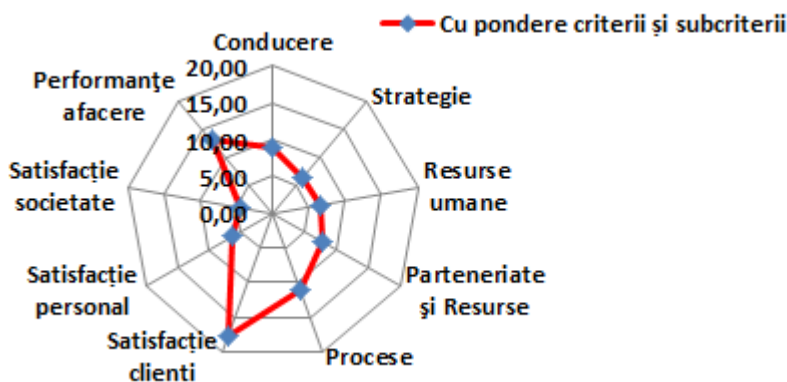 Cu pondere criterii și subcriterii
Conducere
Strategie
Resurse
umane
Parteneriate
şi Resurse
Procese
Satisfacție
clienti
Satisfacție
personal
Satisfacție
societate
Performanţe
afacere
20,00
15,00
10,00
5,00
0,00